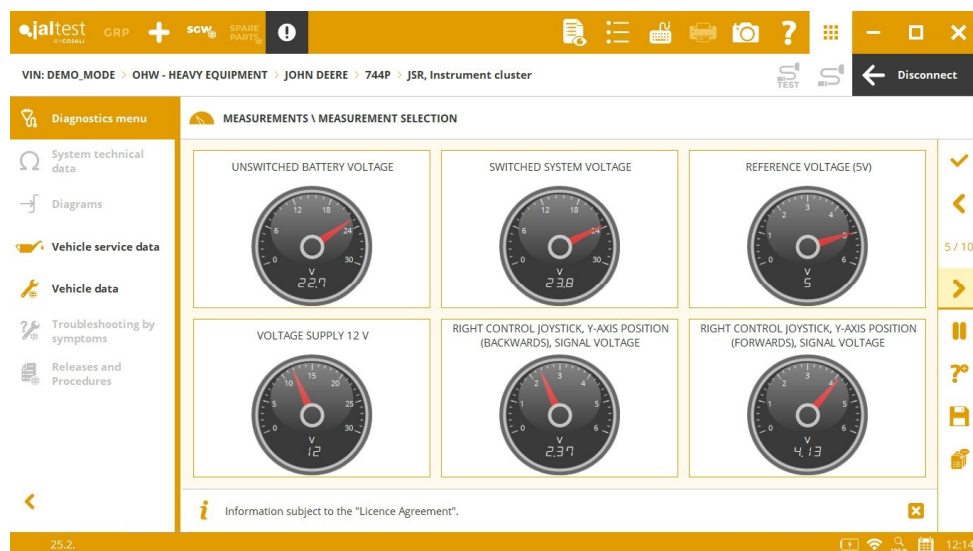 jaltest
BY COJALI
GRP
SGW
SPARE
PARTS
VIN: DEMO_MODE > OHW - HEAVY EQUIPMENT > JOHN DEERE > 744P > JSR, Instrument cluster
TEST
Disconnect
Diagnostics menu
MEASUREMENTS \ MEASUREMENT SELECTION
System technical
data
Diagrams
Vehicle service data
Vehicle data
Troubleshooting by
symptoms
Releases and
Procedures
UNSWITCHED BATTERY VOLTAGE
0 6 12 18 24 30
V
22.7
SWITCHED SYSTEM VOLTAGE
0 6 12 18 24 30
V
23.8
REFERENCE VOLTAGE (5V)
0 1 2 3 4 5 6
V
5
VOLTAGE SUPPLY 12 V
0 5 10 15 20 25 30
V
12
RIGHT CONTROL JOYSTICK, Y-AXIS POSITION
(BACKWARDS), SIGNAL VOLTAGE
0 1 2 3 4 5 6
V
2.37
RIGHT CONTROL JOYSTICK, Y-AXIS POSITION
(FORWARDS), SIGNAL VOLTAGE
0 1 2 3 4 5 6
V
4.13
5 / 10
Information subject to the "Licence Agreement".
25.2.
100 %
12:14